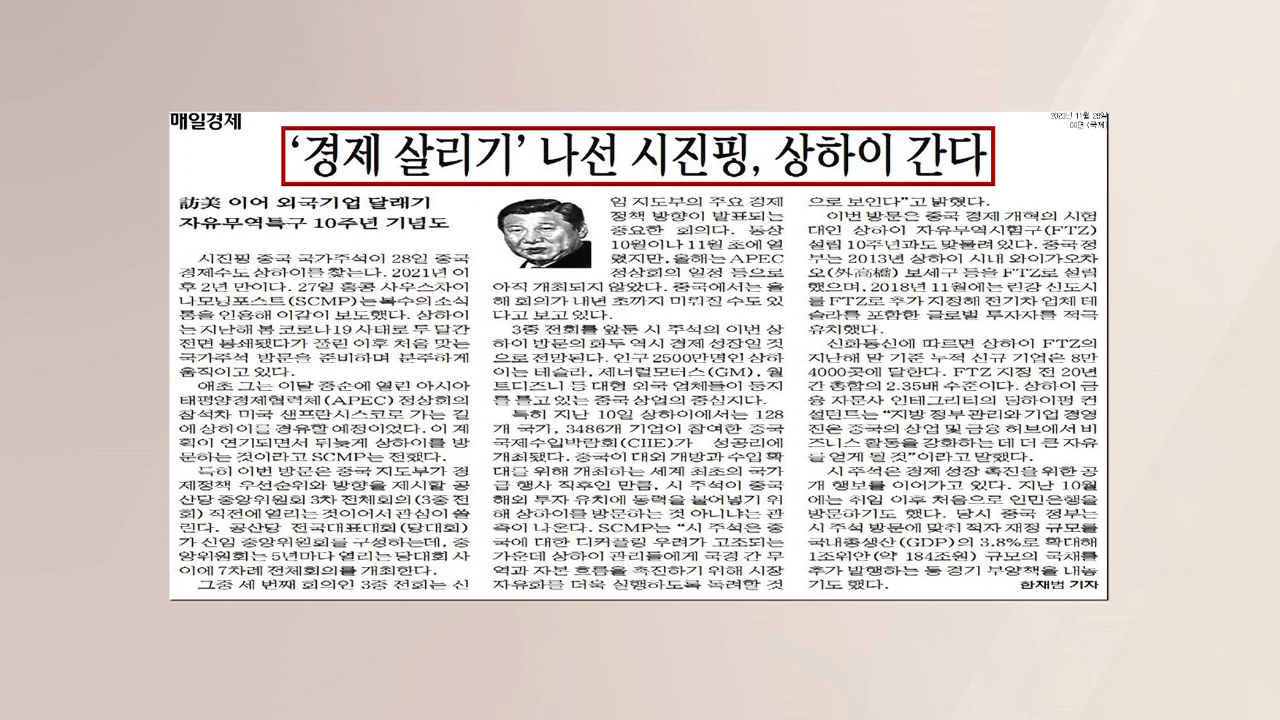 매일경제
2023년 11월 28일
‘경제 살리기’ 나선 시진핑, 상하이 간다
訪美 이어 외국기업 달래기
자유무역특구 10주년 기념도
시진핑 중국 국가주석이 28일 중국
경제수도 상하이를 찾는다. 2021년 이
후 2년 만이다. 27일 홍콩 사우스차이
나모닝포스트(SCMP)는 복수의 소식
통을 인용해 이같이 보도했다. 상하이
는 지난해 봄 코로나19 사태로 두 달간
전면 봉쇄됐다가 풀린 이후 처음 맞는
국가주석 방문을 준비하며 분주하게
움직이고 있다.
애초 그는 이달 중순에 열린 아시아
태평양경제협력체(APEC) 정상회의
참석차 미국 샌프란시스코로 가는 길
에 상하이를 경유할 예정이었다. 이 계
획이 연기되면서 뒤늦게 상하이를 방
문하는 것이라고 SCMP는 전했다.
특히 이번 방문은 중국 지도부가 경
제정책 우선순위와 방향을 제시할 공
산당 중앙위원회 3차 전체회의(3중전
회) 직전에 열리는 것이어서 관심이 쏠
린다. 공산당 전국대표대회(당대회)
가 신임 중앙위원회를 구성하는데, 중
앙위원회는 5년마다 열리는 당대회 사
이에 7차례 전체회의를 개최한다.
그중 세 번째 회의인 3중 전회는 신
임 지도부의 주요 경제
정책 방향이 발표되는
중요한 회의다. 통상
10월이나 11월 초에 열
렸지만, 올해는 APEC
정상회의 일정 등으로
아직 개최되지 않았다. 중국에서는 올
해 회의가 내년 초까지 미뤄질 수도 있
다고 보고 있다.
3중 전회를 앞둔 시 주석의 이번 상
하이 방문의 화두 역시 경제 성장일 것
으로 전망된다. 인구 2500만명인 상하
이는 테슬라, 제너럴모터스(GM), 월
트디즈니 등 대형 외국 업체들이 둥지
를 틀고 있는 중국 상업의 중심지다.
특히 지난 10일 상하이에서는 128
개 국가, 3486개 기업이 참여한 중국
국제수입박람회(CIIE)가 성공리에
개최됐다. 중국이 대외 개방과 수입 확
대를 위해 개최하는 세계 최초의 국가
급 행사 직후인 만큼, 시 주석이 중국
해외 투자 유치에 동력을 불어넣기 위
해 상하이를 방문하는 것 아니냐는 관
측이 나온다. SCMP는 “시 주석은 중
국에 대한 디커플링 우려가 고조되는
가운데 상하이 관리들에게 국경 간 무
역과 자본 흐름을 촉진하기 위해 시장
자유화를 더욱 실행하도록 독려할 것
으로 보인다”고 밝혔다.
이번 방문은 중국 경제 개혁의 시험
대인 상하이 자유무역시험구(FTZ)
설립 10주년과도 맞물려 있다. 중국 정
부는 2013년 상하이 시내 와이가오차
오(外高橋) 보세구 등을 FTZ로 설립
했으며, 2018년 11월에는 린강 신도시
를 FTZ로 추가 지정해 전기차 업체 테
슬라를 포함한 글로벌 투자자를 적극
유치했다.
신화통신에 따르면 상하이 FTZ의
지난해 말 기준 누적 신규 기업은 8만
4000곳에 달한다. FTZ 지정 전 20년
간 총합의 2.35배 수준이다. 상하이 금
융 자문사 인테그리티의 딩하이펑 컨
설턴트는 “지방 정부 관리와 기업 경영
진은 중국의 상업 및 금융 허브에서 비
즈니스 활동을 강화하는 데 더 큰 자유
를 얻게 될 것”이라고 말했다.
시 주석은 경제 성장 촉진을 위한 공
개 행보를 이어가고 있다. 지난 10월
에는 취임 이후 처음으로 인민은행을
방문하기도 했다. 당시 중국 정부는
시 주석 방문에 맞춰 적자 재정 규모를
국내총생산(GDP)의 3.8%로 확대해
1조위안(약 184조원) 규모의 국채를
추가 발행하는 등 경기 부양책을 내놓
기도 했다.
한재범 기자